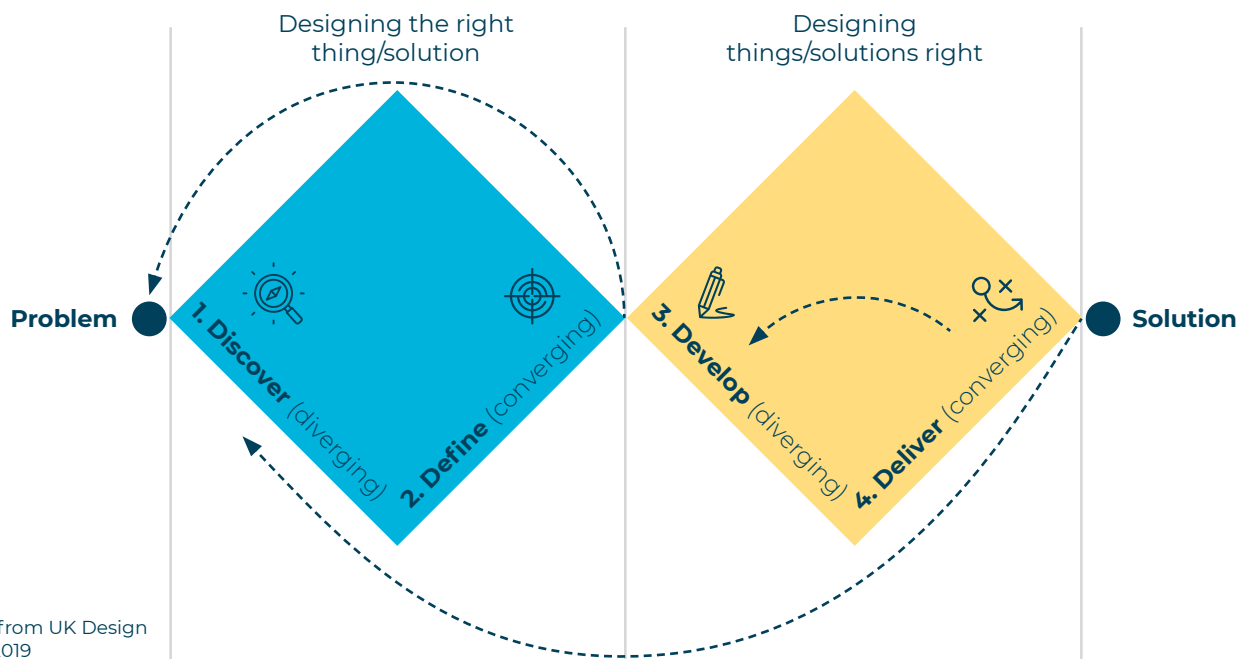 Designing the right
thing/solution
Designing
things/solutions right
Problem
1. Discover (diverging)
2. Define (converging)
3. Develop (diverging)
4. Deliver (converging)
Solution
from UK Design